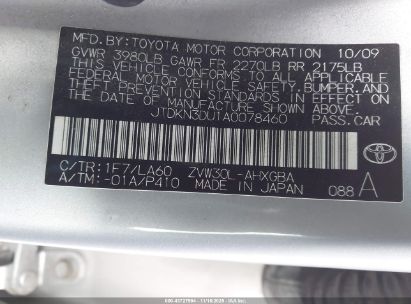 MFD.BY: TOYOTA MOTOR CORPORATION 10/09
GVWR 3980LB GAWR FR 2270LB RR 2175LB
THIS VEHICLE CONFORMS TO ALL APPLICABLE
FEDERAL MOTOR VEHICLE SAFETY, BUMPER, AND
THEFT PREVENTION STANDARDS IN EFFECT ON
THE DATE OF MANUFACTURE SHOWN ABOVE.
JTDKN3DU1A0078460 PASS.CAR
C/TR: 1F7/LA60 ZVW30L-AHXGBA
A/TM: -01A/P410 MADE IN JAPAN 088 A
TOYOTA